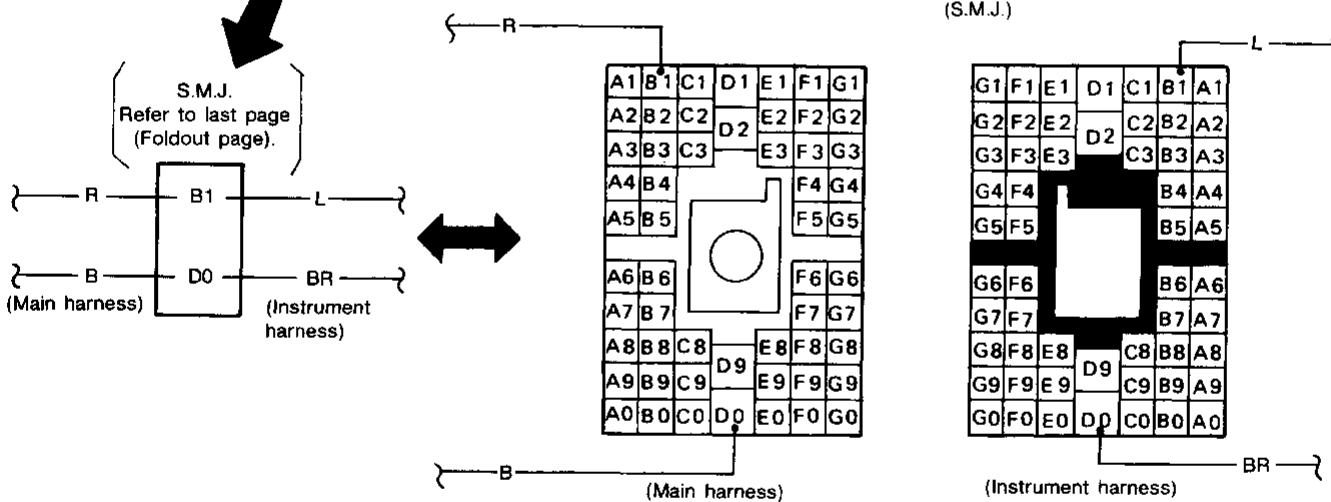 (S.M.J.)
S.M.J.
Refer to last page
(Foldout page).
R B1 L
B D0 BR
(Main harness) (Instrument
harness)
R
A1 B1 C1 D1 E1 F1 G1
A2 B2 C2 D2 E2 F2 G2
A3 B3 C3 E3 F3 G3
A4 B4 F4 G4
A5 B5 F5 G5
A6 B6 F6 G6
A7 B7 F7 G7
A8 B8 C8 E8 F8 G8
A9 B9 C9 D9 E9 F9 G9
A0 B0 C0 D0 E0 F0 G0
B
(Main harness)
L
G1 F1 E1 D1 C1 B1 A1
G2 F2 E2 D2 C2 B2 A2
G3 F3 E3 C3 B3 A3
G4 F4 B4 A4
G5 F5 B5 A5
G6 F6 B6 A6
G7 F7 B7 A7
G8 F8 E8 C8 B8 A8
G9 F9 E9 D9 C9 B9 A9
G0 F0 E0 D0 C0 B0 A0
BR
(Instrument harness)